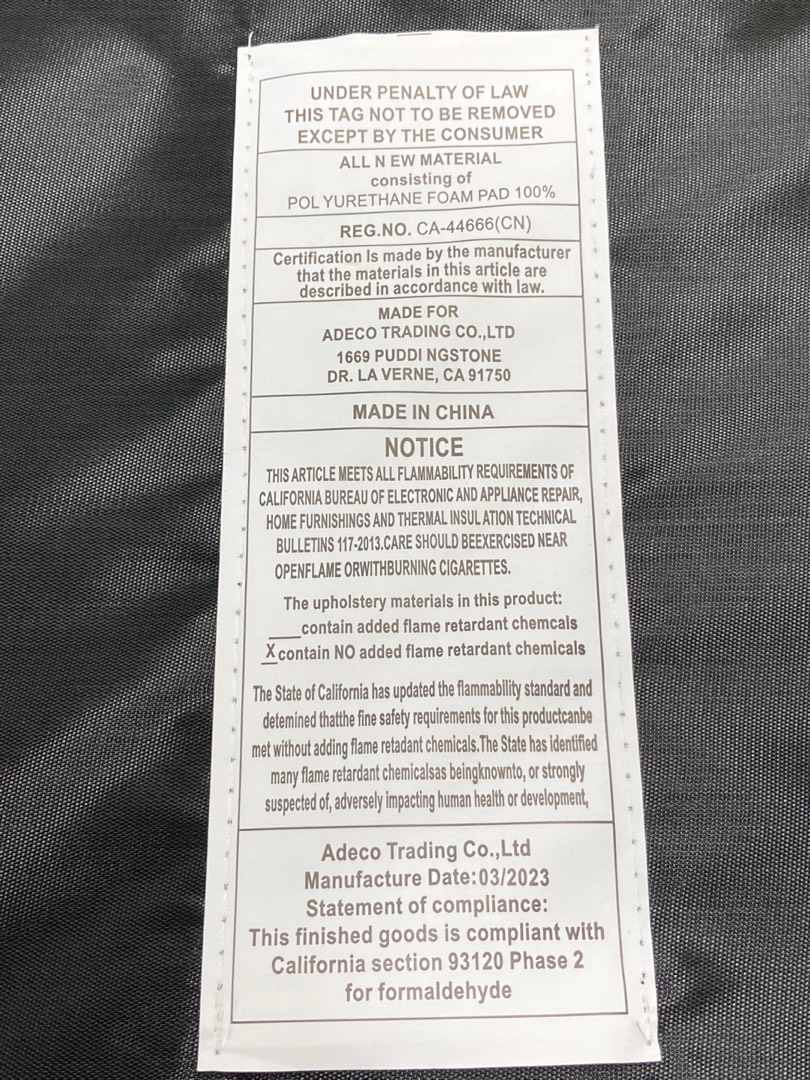 UNDER PENALTY OF LAW
THIS TAG NOT TO BE REMOVED
EXCEPT BY THE CONSUMER
ALL N EW MATERIAL
consisting of
POL YURETHANE FOAM PAD 100%
REG.NO. CA-44666(CN)
Certification Is made by the manufacturer
that the materials in this article are
described in accordance with law.
MADE FOR
ADECO TRADING CO.,LTD
1669 PUDDI NGSTONE
DR. LA VERNE, CA 91750
MADE IN CHINA
NOTICE
THIS ARTICLE MEETS ALL FLAMMABILITY REQUIREMENTS OF
CALIFORNIA BUREAU OF ELECTRONIC AND APPLIANCE REPAIR,
HOME FURNISHINGS AND THERMAL INSUL ATION TECHNICAL
BULLETINS 117-2013.CARE SHOULD BEEXERCISED NEAR
OPENFLAME ORWITHBURNING CIGARETTES.
The upholstery materials in this product:
___contain added flame retardant chemcals
X contain NO added flame retardant chemicals
The State of California has updated the flammability standard and
detemined thatthe fine safety requirements for this productcanbe
met without adding flame retadant chemicals.The State has identified
many flame retardant chemicalsas beingknownto, or strongly
suspected of, adversely impacting human health or development,
Adeco Trading Co.,Ltd
Manufacture Date:03/2023
Statement of compliance:
This finished goods is compliant with
California section 93120 Phase 2
for formaldehyde